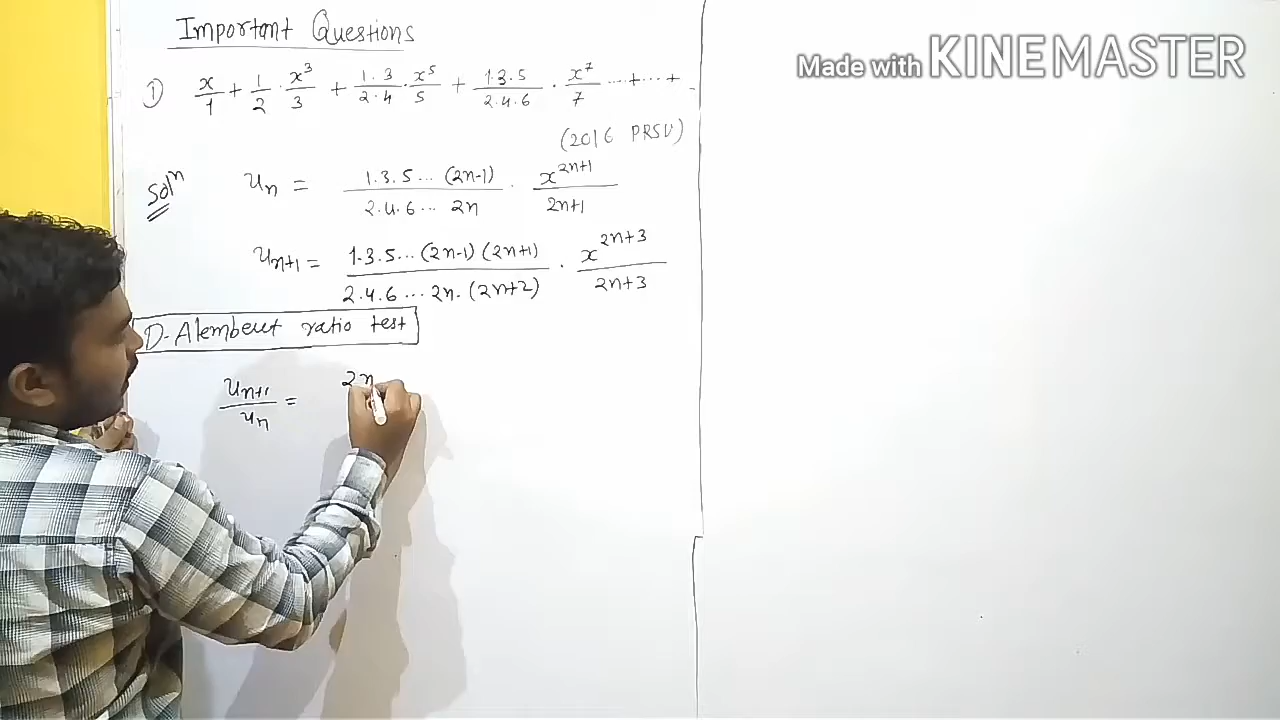 Important Questions
Made with KINEMASTER
① x/1 + 1/2 · x³/3 + 1.3/2.4 · x⁵/5 + 1.3.5/2.4.6 · x⁷/7 ....+...+ -
(2016 PRSU)
Solⁿ uₙ = 1.3.5... (2n-1)/2.4.6... 2n · x²ⁿ⁺¹/2n+1
uₙ₊₁ = 1.3.5... (2n-1) (2n+1)/2.4.6 ... 2n. (2n+2) · x²ⁿ⁺³/2n+3
D-Alembert ratio test
uₙ₊₁/uₙ = 2n